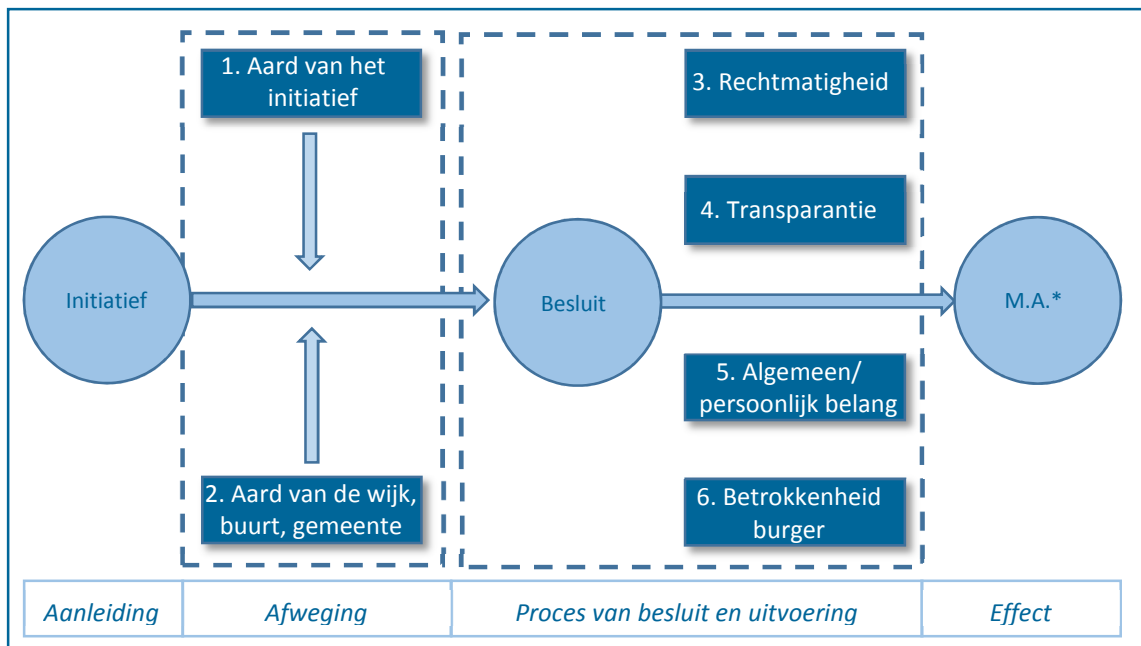 1. Aard van het
initiatief
3. Rechtmatigheid
4. Transparantie
Initiatief
Besluit
M.A.*
5. Algemeen/
persoonlijk belang
2. Aard van de wijk,
buurt, gemeente
6. Betrokkenheid
burger
Aanleiding
Afweging
Proces van besluit en uitvoering
Effect